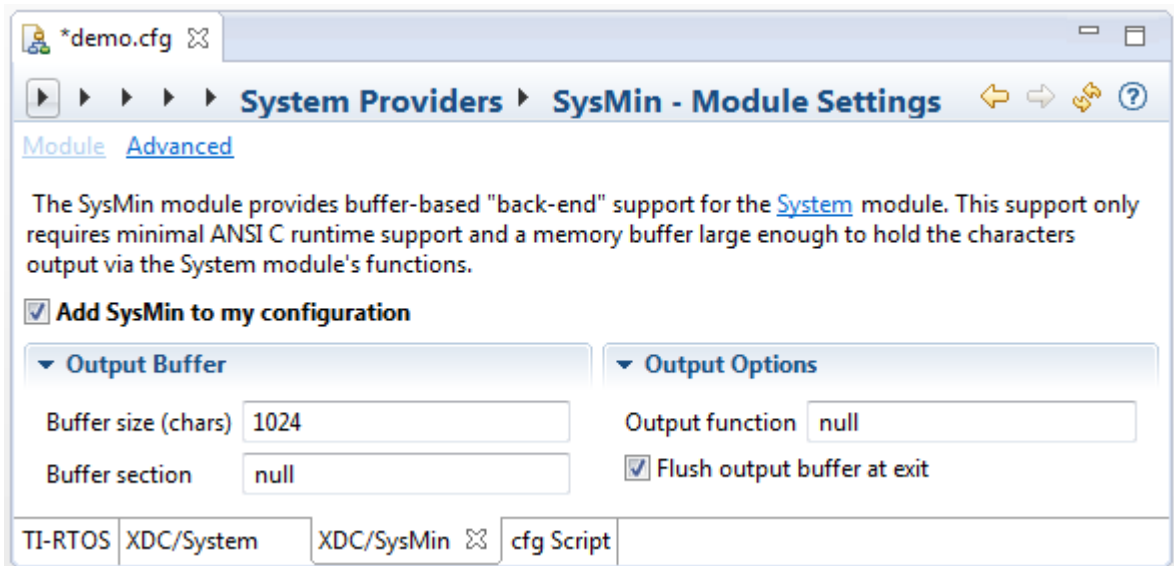 *demo.cfg
System Providers SysMin - Module Settings
Module Advanced
The SysMin module provides buffer-based "back-end" support for the System module. This support only
requires minimal ANSI C runtime support and a memory buffer large enough to hold the characters
output via the System module's functions.
Add SysMin to my configuration
Output Buffer
Buffer size (chars) 1024
Buffer section null
Output Options
Output function null
Flush output buffer at exit
TI-RTOS XDC/System XDC/SysMin cfg Script